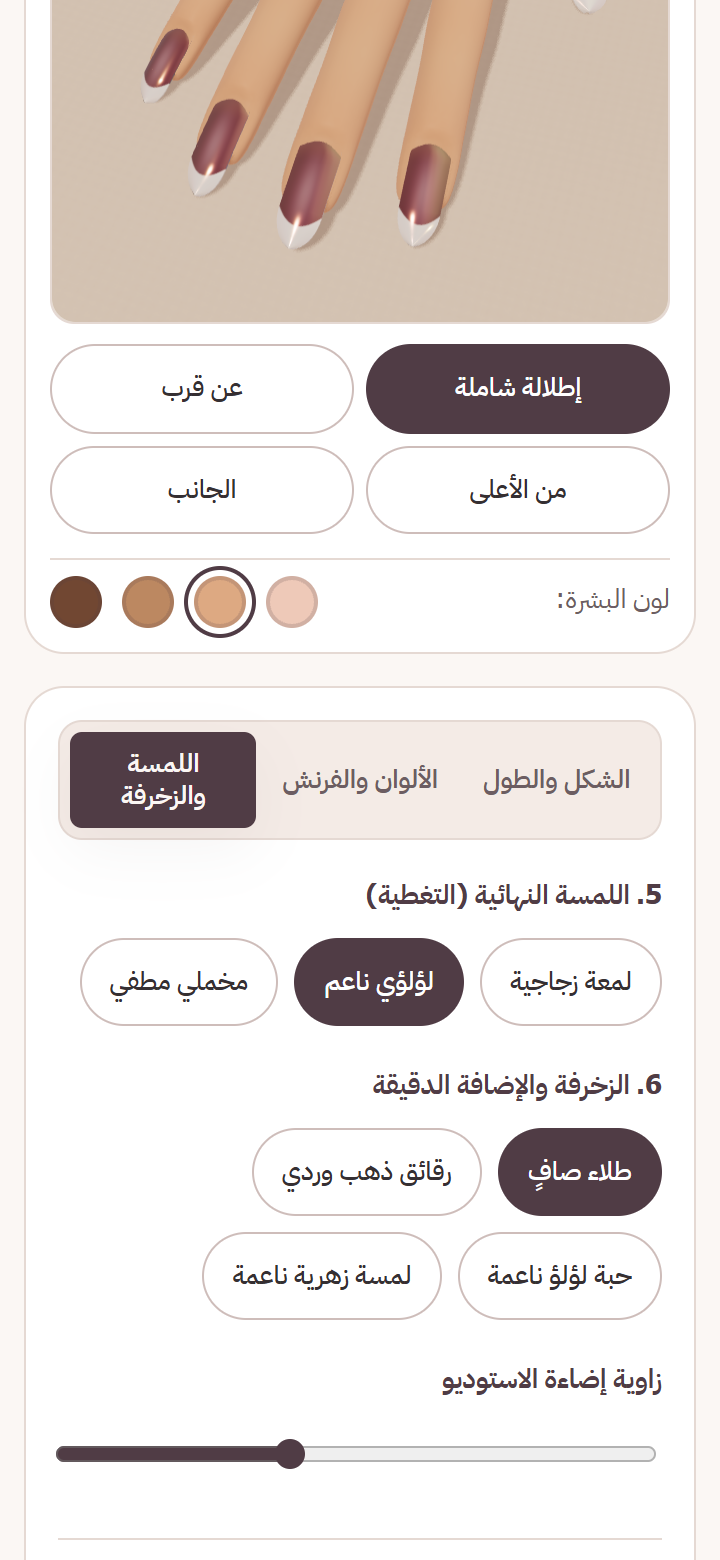 إطلالة شاملة
عن قرب
من الأعلى
الجانب
لون البشرة:
الشكل والطول
الألوان والفرنش
اللمسة
والزخرفة
5. اللمسة النهائية (التغطية)
لمعة زجاجية
لؤلؤي ناعم
مخملي مطفي
6. الزخرفة والإضافة الدقيقة
طلاء صافٍ
رقائق ذهب وردي
حبة لؤلؤ ناعمة
لمسة زهرية ناعمة
زاوية إضاءة الاستوديو